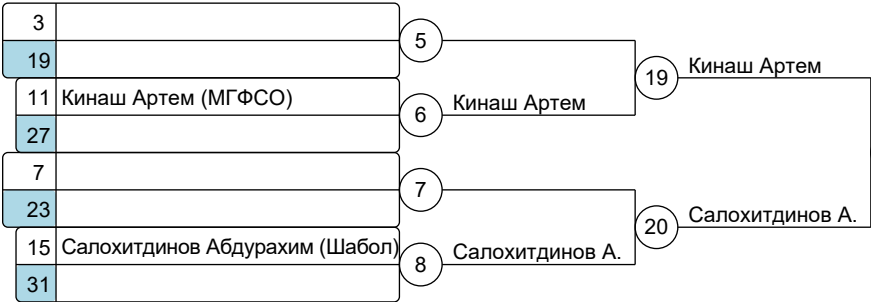 3
5
19
19
Кинаш Артем
11 Кинаш Артем (МГФСО)
6
Кинаш Артем
27
7
7
23
20
Салохитдинов А.
15 Салохитдинов Абдурахим (Шабол)
8
Салохитдинов А.
31